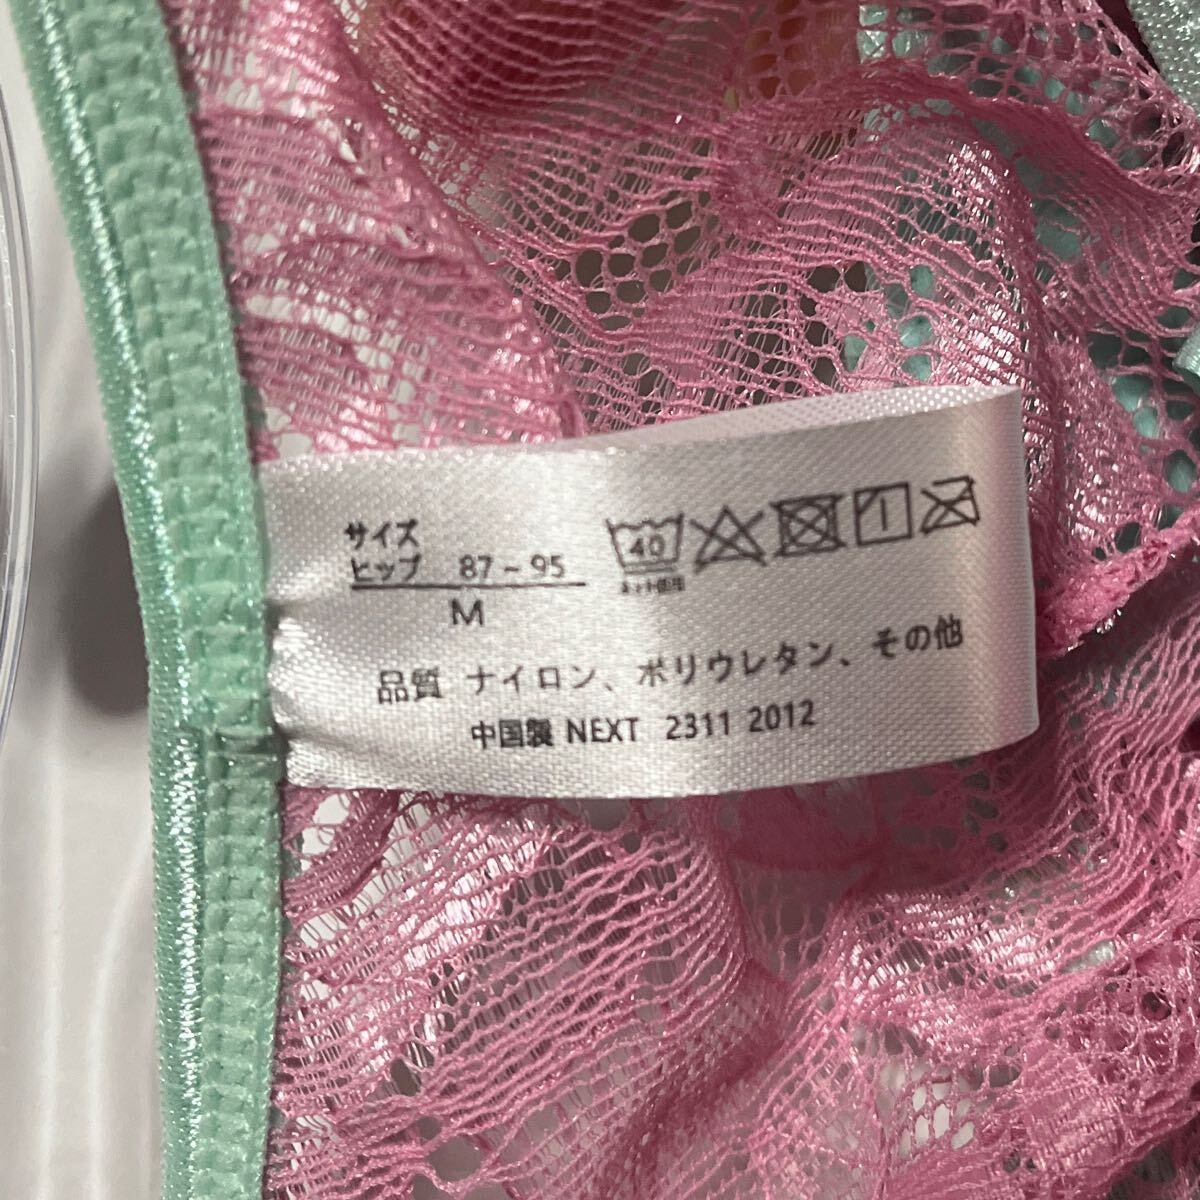 サイズ
ヒップ 87~95
M
40
ネット使用
品質 ナイロン、ポリウレタン、その他
中国製 NEXT 2311 2012